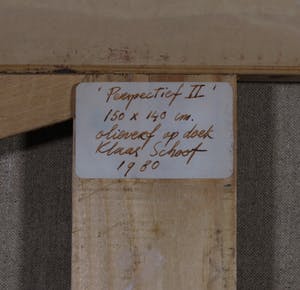 'Perspectief II'
150 x 140 cm.
olieverf op doek
Klaas Schoof
1980